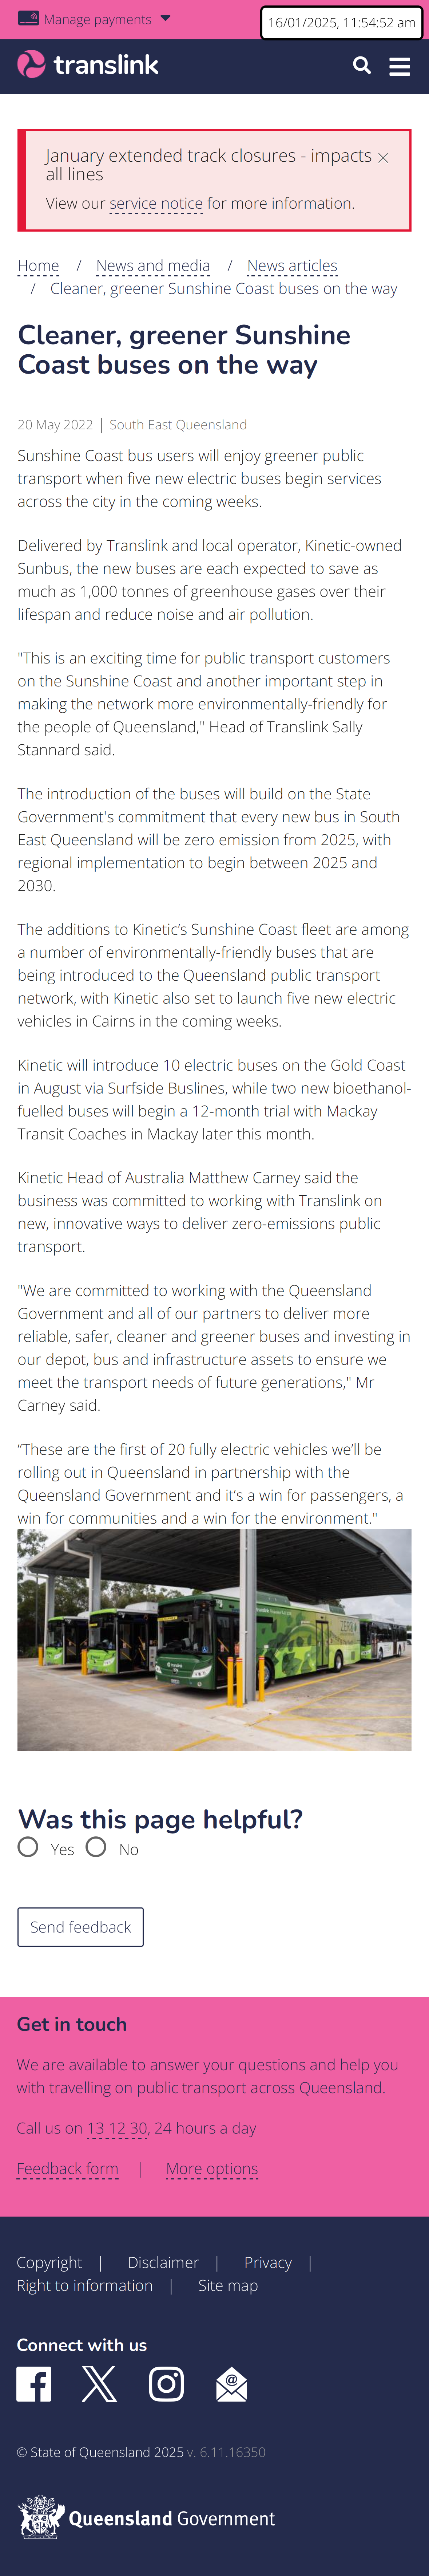 Manage payments
16/01/2025, 11:54:52 am
translink
January extended track closures - impacts
all lines
View our service notice for more information.
Home / News and media / News articles
/ Cleaner, greener Sunshine Coast buses on the way
Cleaner, greener Sunshine
Coast buses on the way
20 May 2022 | South East Queensland
Sunshine Coast bus users will enjoy greener public
transport when five new electric buses begin services
across the city in the coming weeks.
Delivered by Translink and local operator, Kinetic-owned
Sunbus, the new buses are each expected to save as
much as 1,000 tonnes of greenhouse gases over their
lifespan and reduce noise and air pollution.
"This is an exciting time for public transport customers
on the Sunshine Coast and another important step in
making the network more environmentally-friendly for
the people of Queensland," Head of Translink Sally
Stannard said.
The introduction of the buses will build on the State
Government's commitment that every new bus in South
East Queensland will be zero emission from 2025, with
regional implementation to begin between 2025 and
2030.
The additions to Kinetic’s Sunshine Coast fleet are among
a number of environmentally-friendly buses that are
being introduced to the Queensland public transport
network, with Kinetic also set to launch five new electric
vehicles in Cairns in the coming weeks.
Kinetic will introduce 10 electric buses on the Gold Coast
in August via Surfside Buslines, while two new bioethanol-
fuelled buses will begin a 12-month trial with Mackay
Transit Coaches in Mackay later this month.
Kinetic Head of Australia Matthew Carney said the
business was committed to working with Translink on
new, innovative ways to deliver zero-emissions public
transport.
"We are committed to working with the Queensland
Government and all of our partners to deliver more
reliable, safer, cleaner and greener buses and investing in
our depot, bus and infrastructure assets to ensure we
meet the transport needs of future generations," Mr
Carney said.
“These are the first of 20 fully electric vehicles we’ll be
rolling out in Queensland in partnership with the
Queensland Government and it’s a win for passengers, a
win for communities and a win for the environment."
Was this page helpful?
Yes No
Send feedback
Get in touch
We are available to answer your questions and help you
with travelling on public transport across Queensland.
Call us on 13 12 30, 24 hours a day
Feedback form | More options
Copyright | Disclaimer | Privacy |
Right to information | Site map
Connect with us
© State of Queensland 2025 v. 6.11.16350
Queensland Government